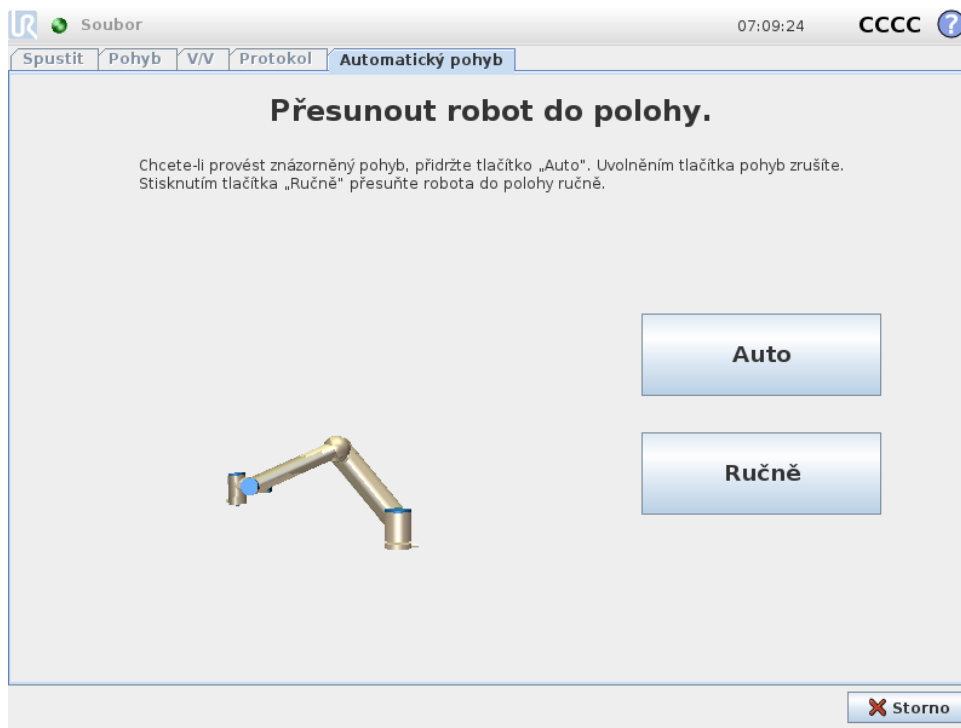 UR Soubor 07:09:24 CCCC ?
Spustit Pohyb V/V Protokol Automatický pohyb
Přesunout robot do polohy.
Chcete-li provést znázorněný pohyb, přidržte tlačítko „Auto". Uvolněním tlačítka pohyb zrušíte.
Stisknutím tlačítka „Ručně" přesuňte robota do polohy ručně.
Auto
Ručně
Storno